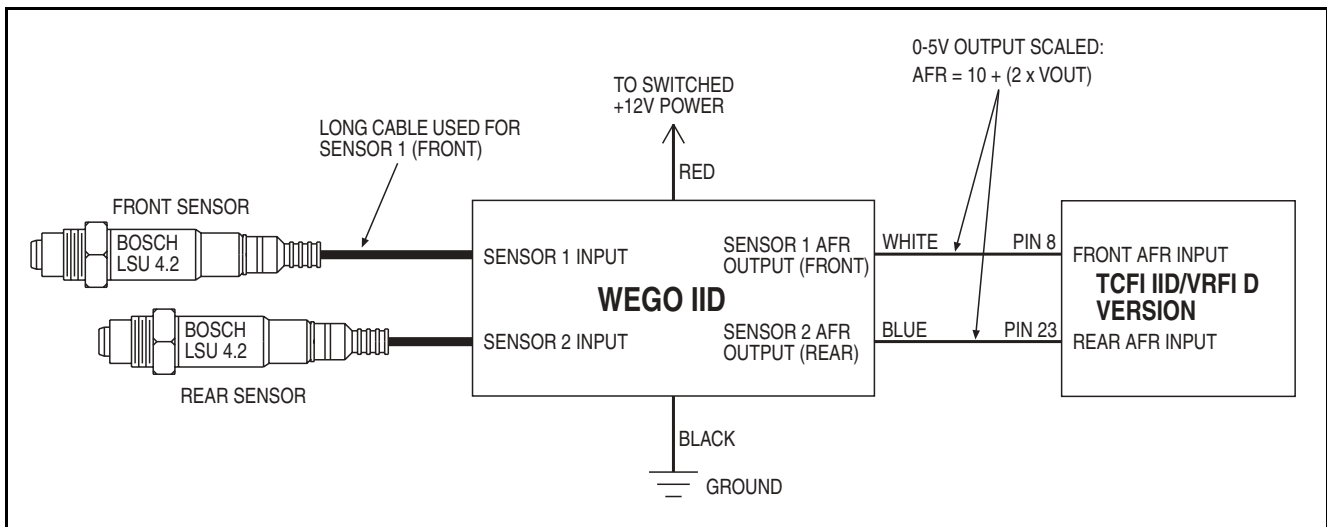 0-5V OUTPUT SCALED:
AFR = 10 + (2 x VOUT)
TO SWITCHED
+12V POWER
LONG CABLE USED FOR
SENSOR 1 (FRONT)
RED
FRONT SENSOR
BOSCH
LSU 4.2
SENSOR 1 INPUT
SENSOR 1 AFR
OUTPUT (FRONT)
WHITE
PIN 8
FRONT AFR INPUT
WEGO IID
TCFI IID/VRFI D
VERSION
BOSCH
LSU 4.2
SENSOR 2 INPUT
SENSOR 2 AFR
OUTPUT (REAR)
BLUE
PIN 23
REAR AFR INPUT
REAR SENSOR
BLACK
GROUND